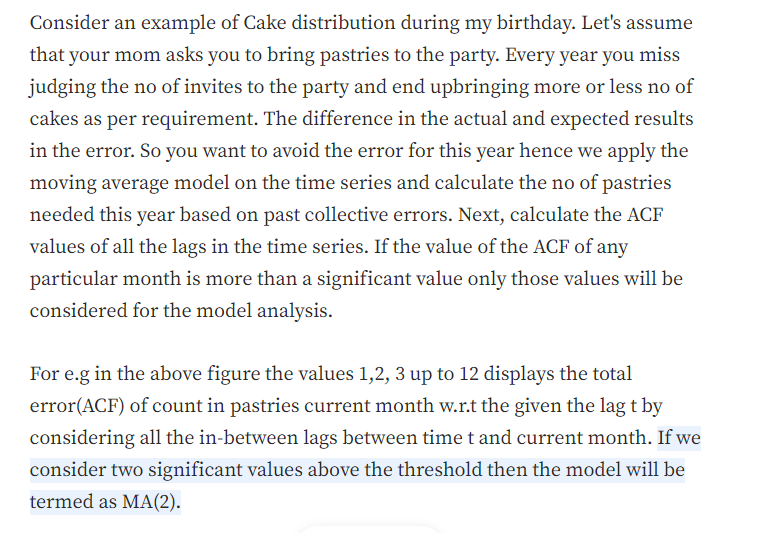 Consider an example of Cake distribution during my birthday. Let's assume
that your mom asks you to bring pastries to the party. Every year you miss
judging the no of invites to the party and end upbringing more or less no of
cakes as per requirement. The difference in the actual and expected results
in the error. So you want to avoid the error for this year hence we apply the
moving average model on the time series and calculate the no of pastries
needed this year based on past collective errors. Next, calculate the ACF
values of all the lags in the time series. If the value of the ACF of any
particular month is more than a significant value only those values will be
considered for the model analysis.
For e.g in the above figure the values 1,2, 3 up to 12 displays the total
error(ACF) of count in pastries current month w.r.t the given the lag t by
considering all the in-between lags between time t and current month. If we
consider two significant values above the threshold then the model will be
termed as MA(2).